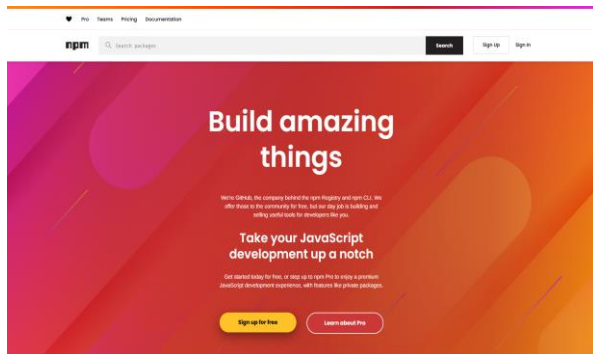 ♥ Pro Teams Pricing Documentation
npm Search packages Search Sign Up Sign In
Build amazing
things
We're GitHub, the company behind the npm Registry and npm CLI. We
offer those to the community for free, but our day job is building and
selling useful tools for developers like you.
Take your JavaScript
development up a notch
Get started today for free, or step up to npm Pro to enjoy a premium
JavaScript development experience, with features like private packages.
Sign up for free Learn about Pro